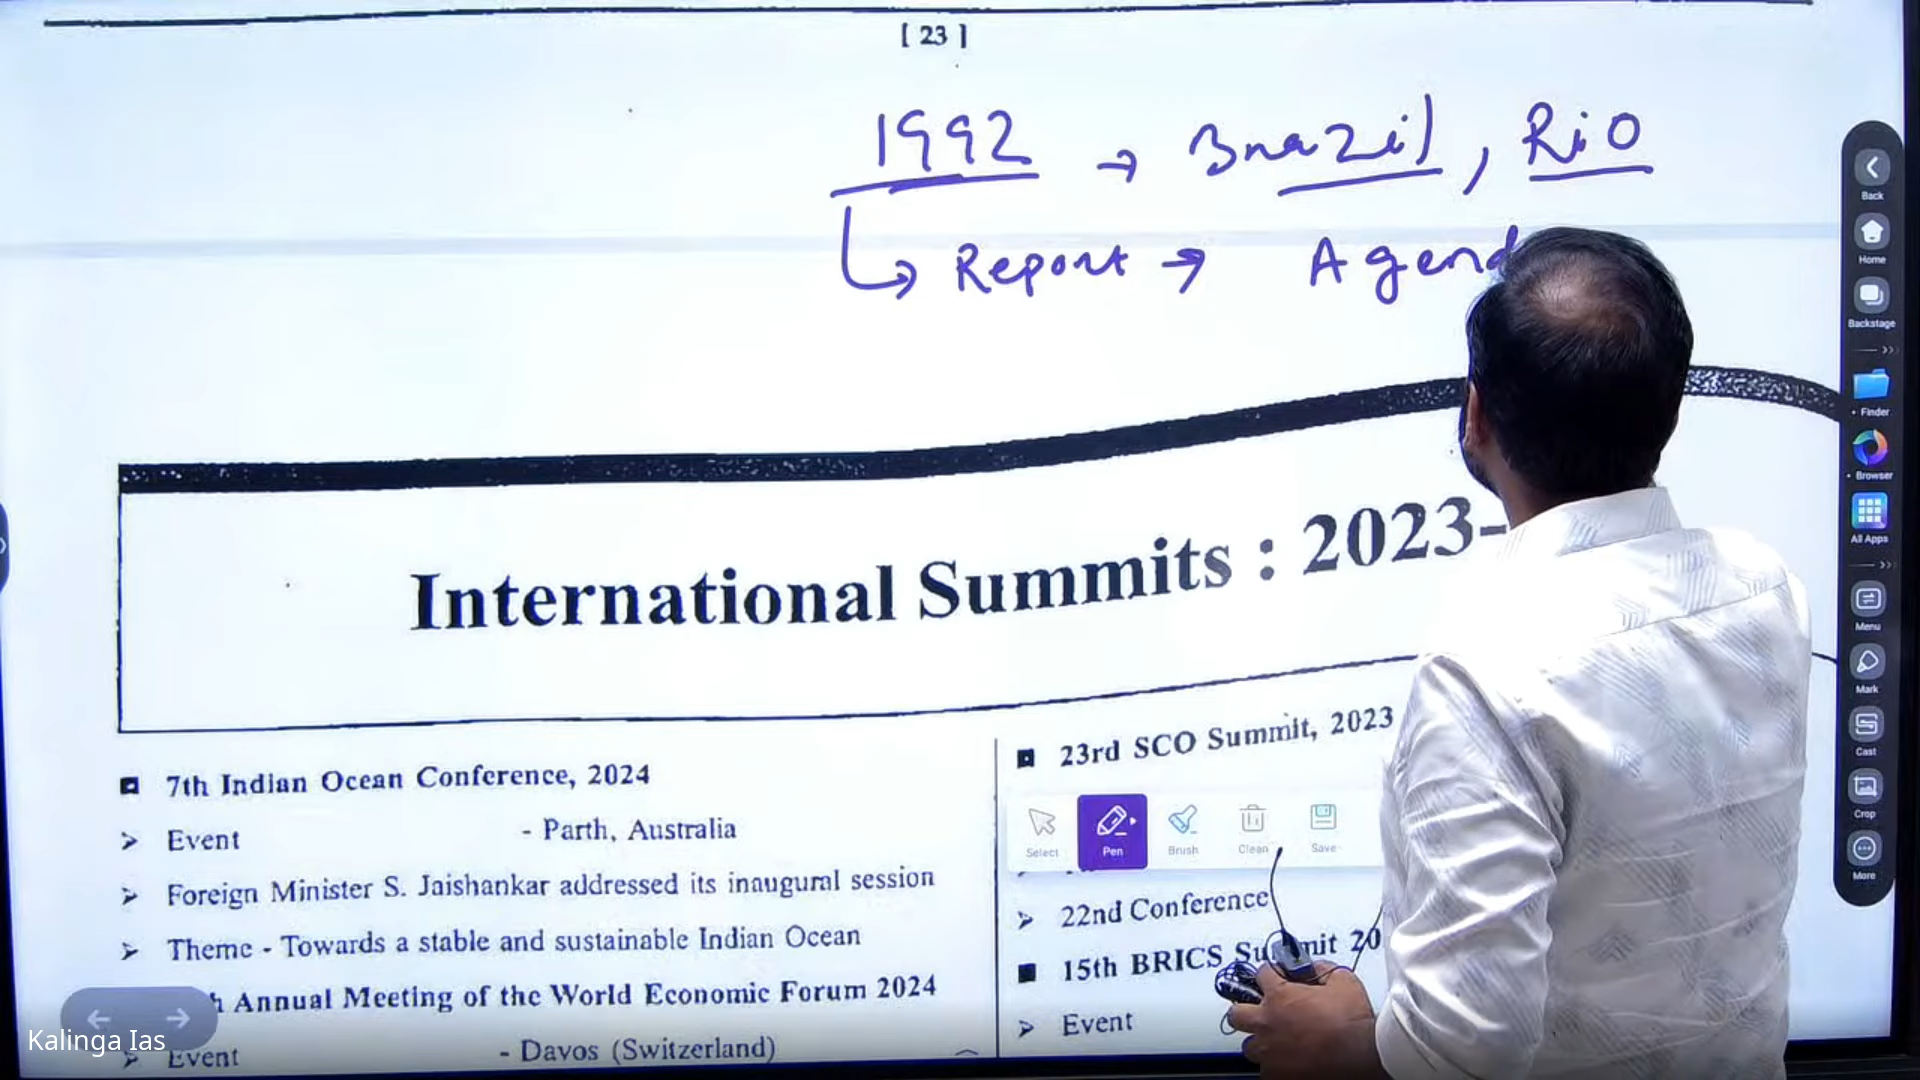 [ 23 ]
1992 → Brazil, Rio
↳ Report → Agend
International Summits : 2023-
7th Indian Ocean Conference, 2024
Event - Parth, Australia
Foreign Minister S. Jaishankar addressed its inaugural session
Theme - Towards a stable and sustainable Indian Ocean
h Annual Meeting of the World Economic Forum 2024
Event - Davos (Switzerland)
23rd SCO Summit, 2023
Select Pen Brush Clean Save
22nd Conference
15th BRICS Summit 20
Event
Back
Home
Backstage
Finder
Browser
All Apps
Menu
Mark
Cast
Crop
More
Kalinga Ias